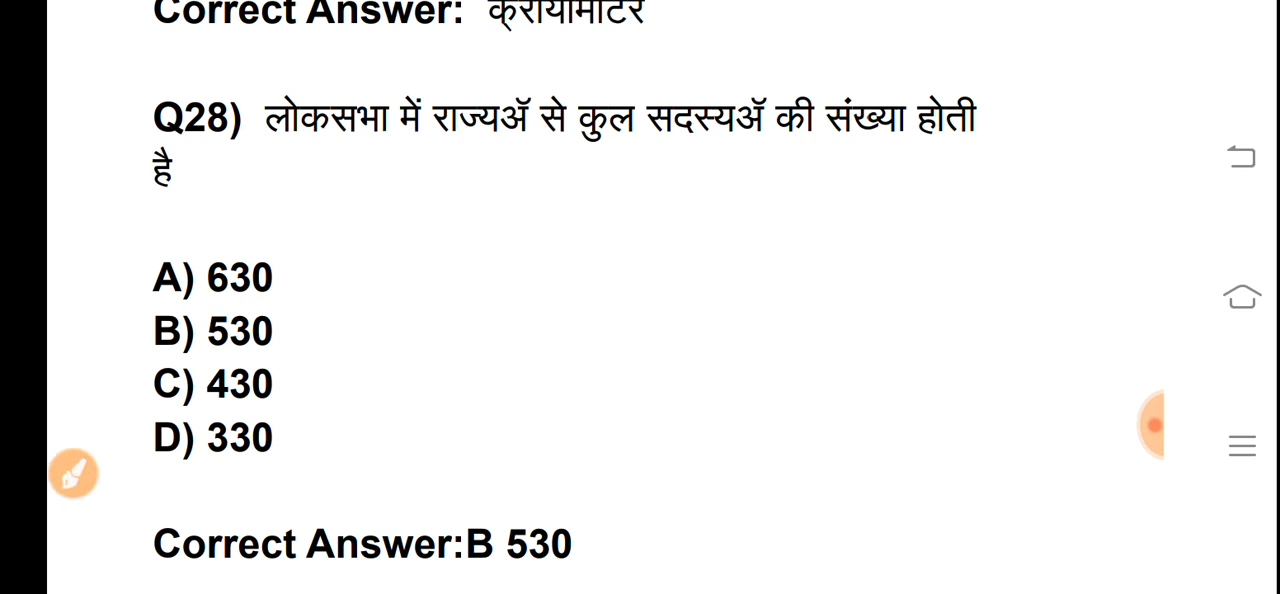 Correct Answer: क्रायोमीटर
Q28) लोकसभा में राज्यॲ से कुल सदस्यॲ की संख्या होती
है
A) 630
B) 530
C) 430
D) 330
Correct Answer:B 530